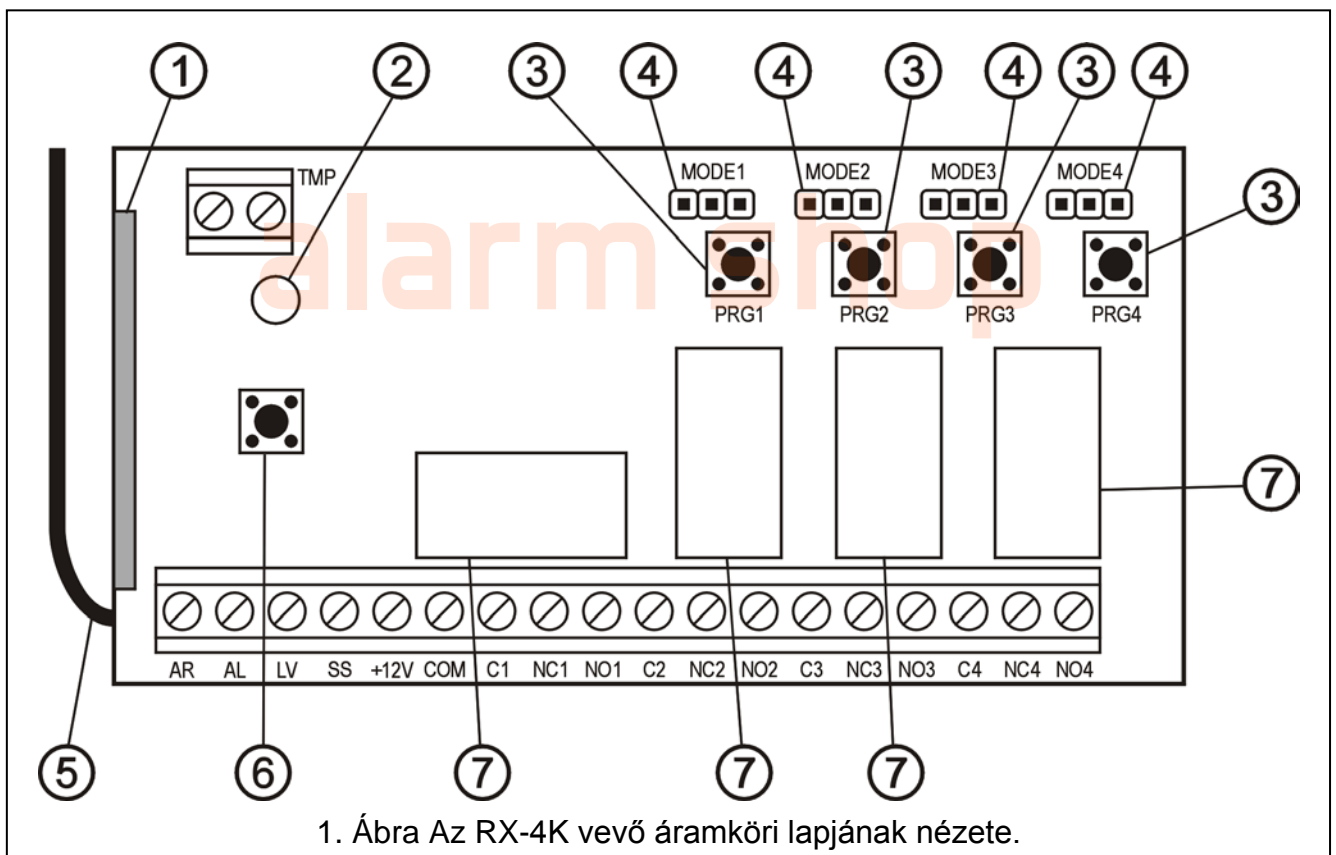 1 2 3 4 4 3 4 3 4
TMP MODE1 MODE2 MODE3 MODE4
3
3
alarm shop
PRG1 PRG2 PRG3 PRG4
7
AR AL LV SS +12V COM C1 NC1 NO1 C2 NC2 NO2 C3 NC3 NO3 C4 NC4 NO4
5 6 7 7 7
1. Ábra Az RX-4K vevő áramköri lapjának nézete.